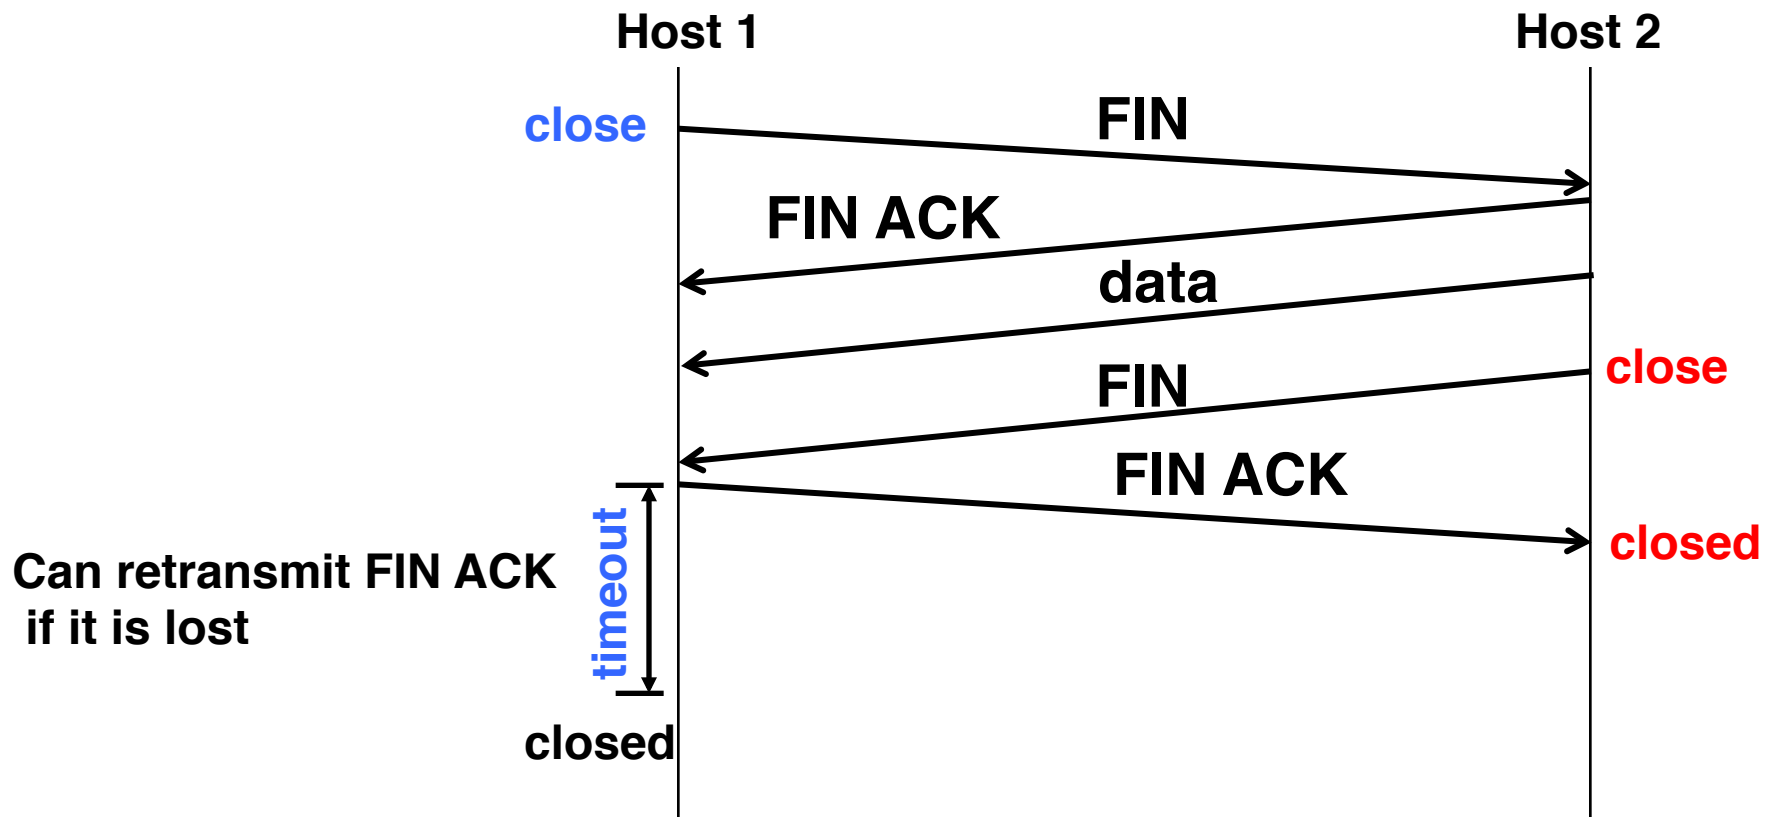 Host 1
Host 2
close
FIN
FIN ACK
data
close
FIN
FIN ACK
timeout
closed
Can retransmit FIN ACK
if it is lost
closed